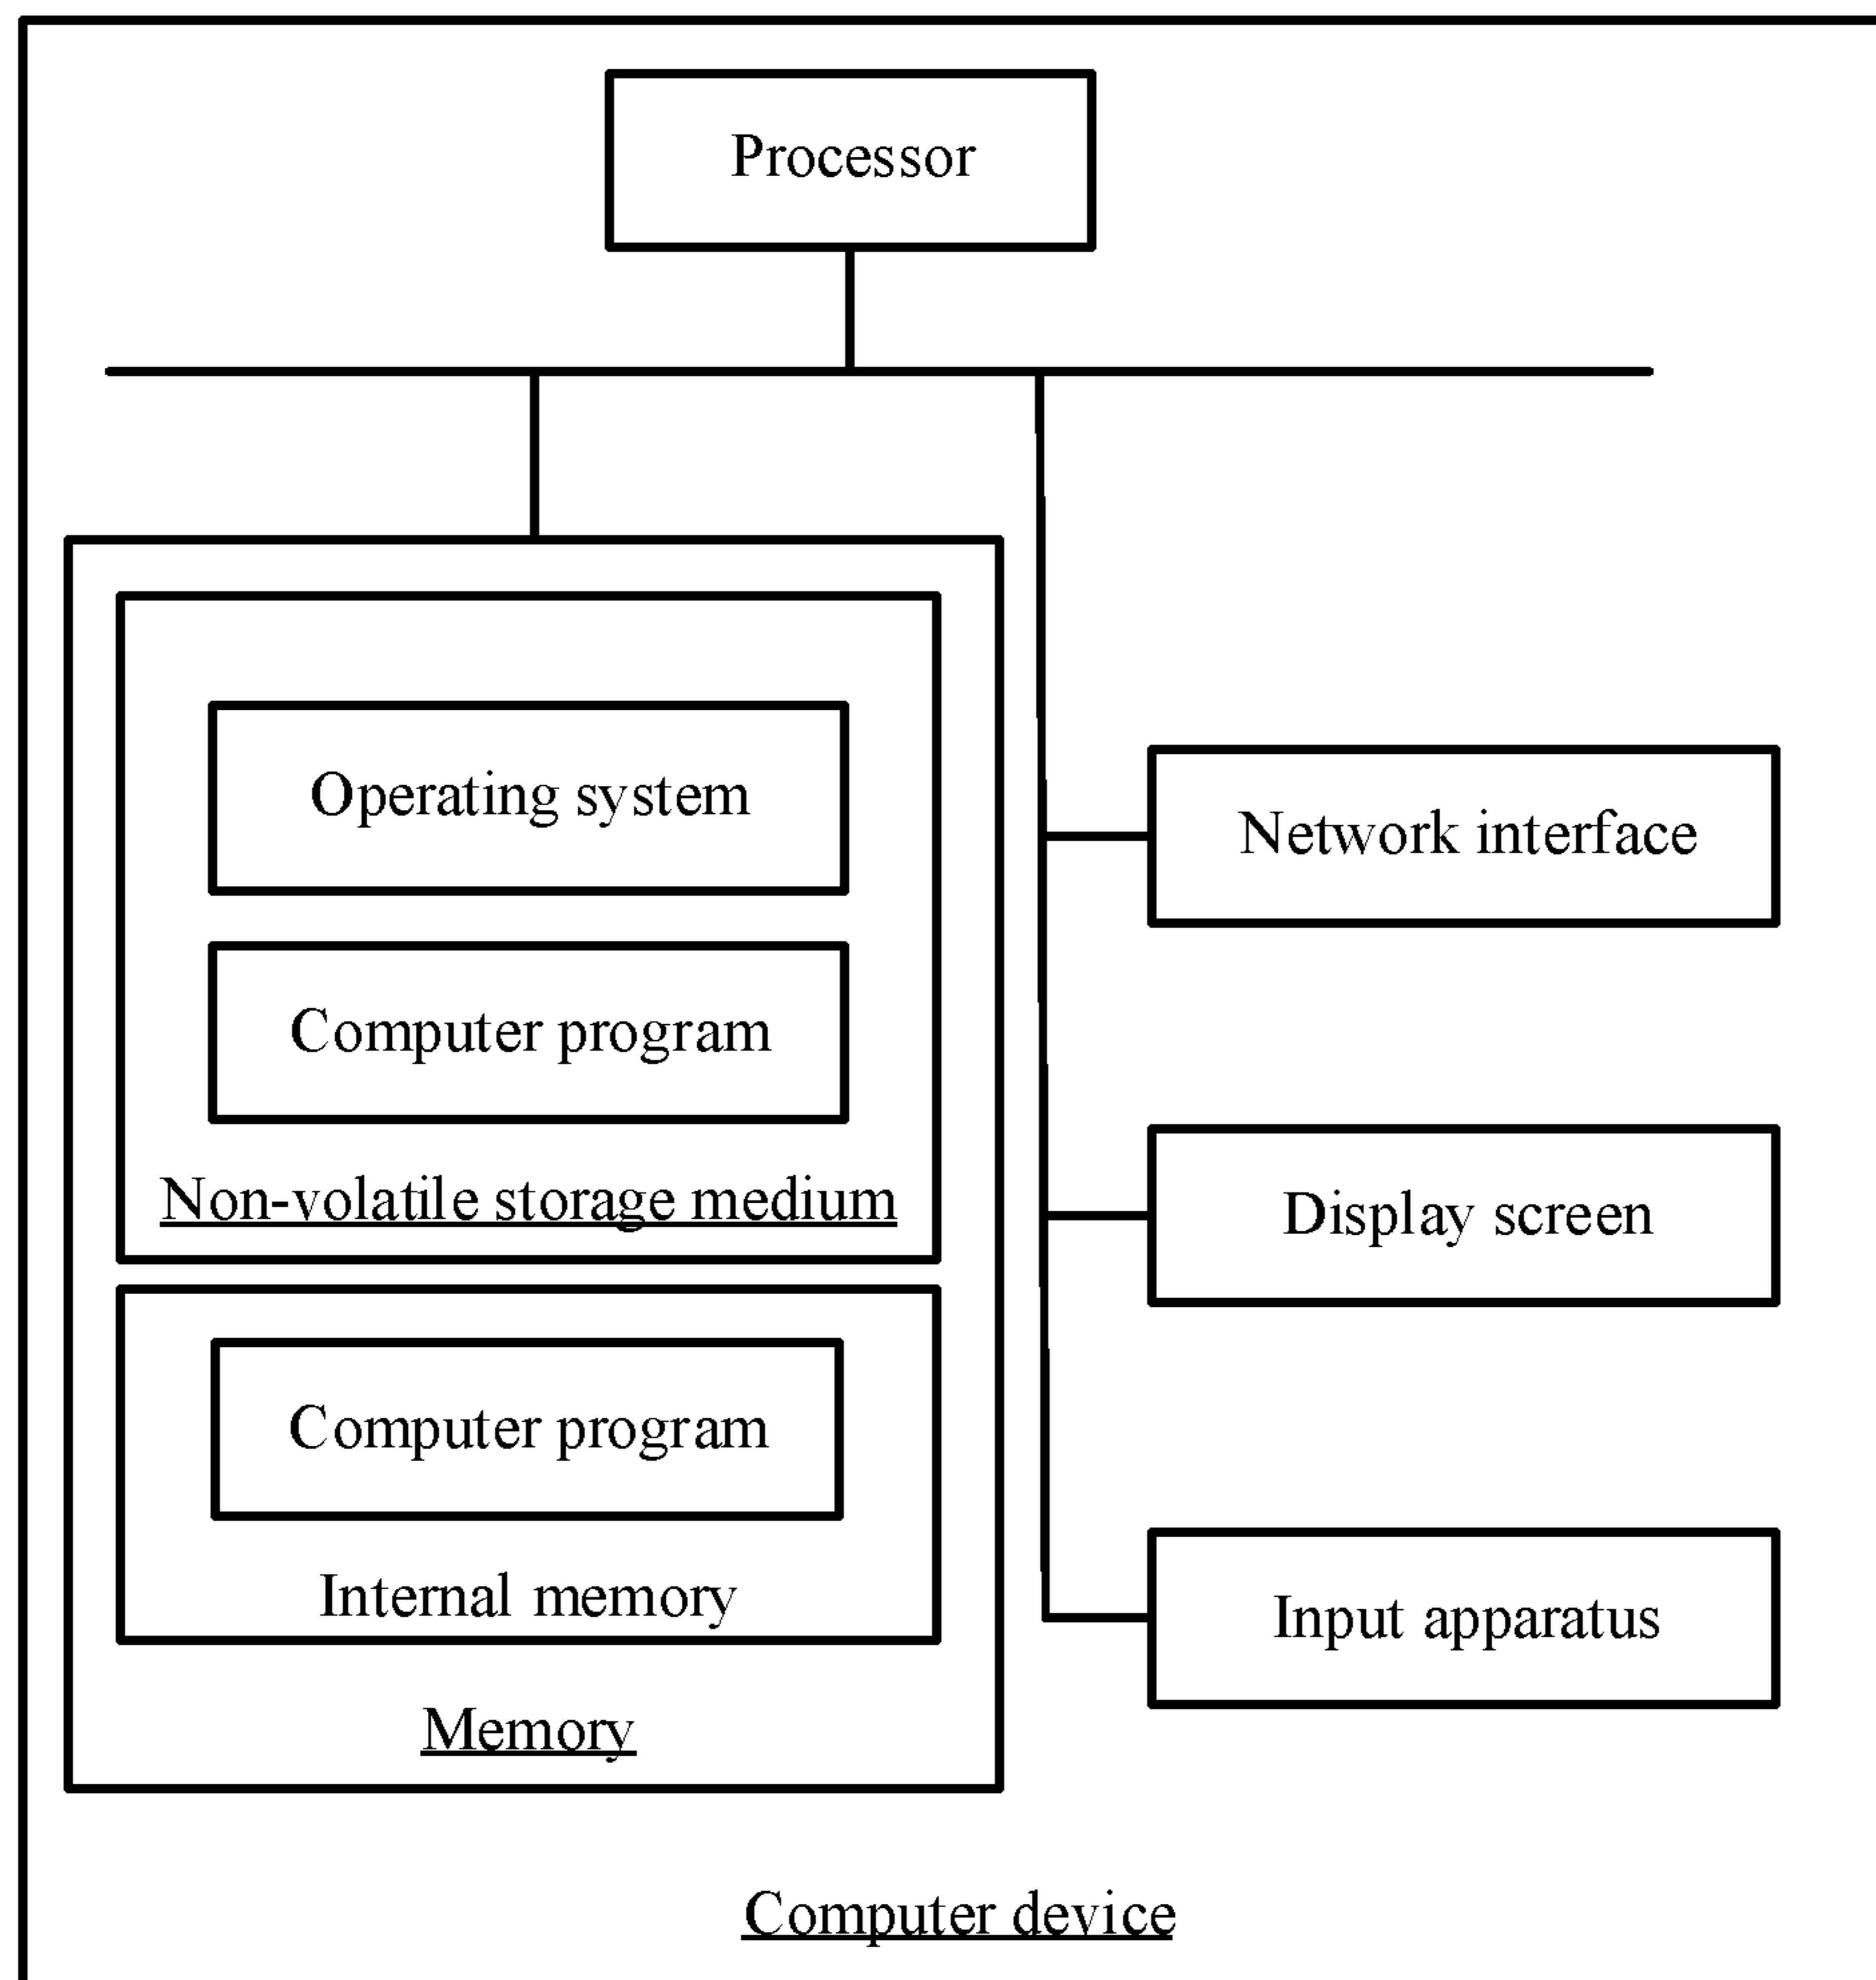 Processor
Operating system
Computer program
Non-volatile storage medium
Computer program
Internal memory
Memory
Network interface
Display screen
Input apparatus
Computer device